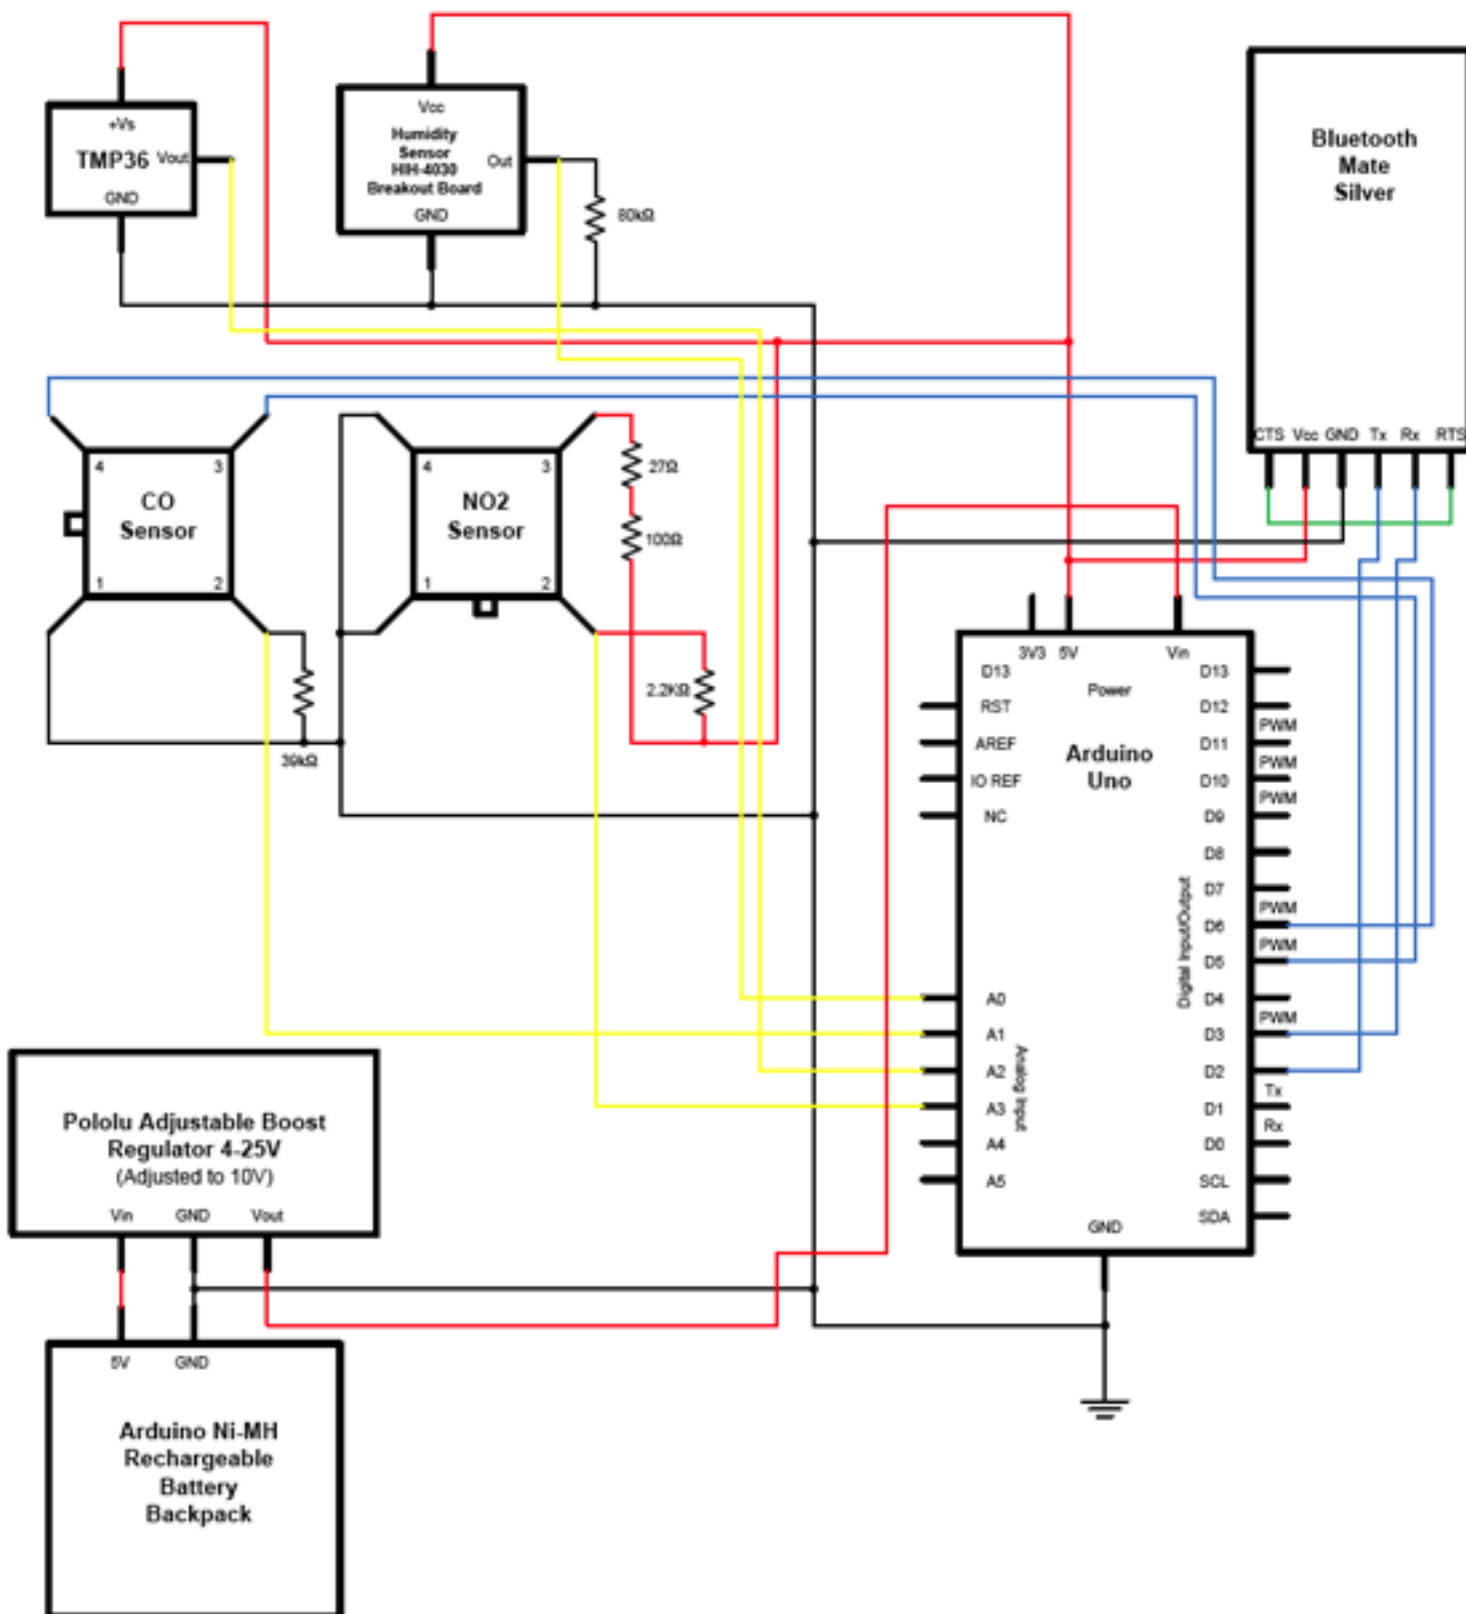 +Vs
TMP36
Vout
GND
Vcc
Humidity
Sensor
HIH-4030
Breakout Board
Out
GND
80kΩ
Bluetooth
Mate
Silver
CTS Vcc GND Tx Rx RTS
4 3
CO
Sensor
1 2
39kΩ
4 3
NO2
Sensor
1 2
27Ω
100Ω
2.2KΩ
3V3 5V Vin
Power
Arduino
Uno
D13
RST
AREF
IO REF
NC
A0
A1
A2
A3
A4
A5
Analog Input
D13
D12
PWM
D11
PWM
D10
PWM
D9
D8
D7
PWM
D6
PWM
D5
D4
PWM
D3
D2
Tx
D1
Rx
D0
SCL
SDA
Digital Input/Output
GND
Pololu Adjustable Boost
Regulator 4-25V
(Adjusted to 10V)
Vin GND Vout
5V GND
Arduino Ni-MH
Rechargeable
Battery
Backpack